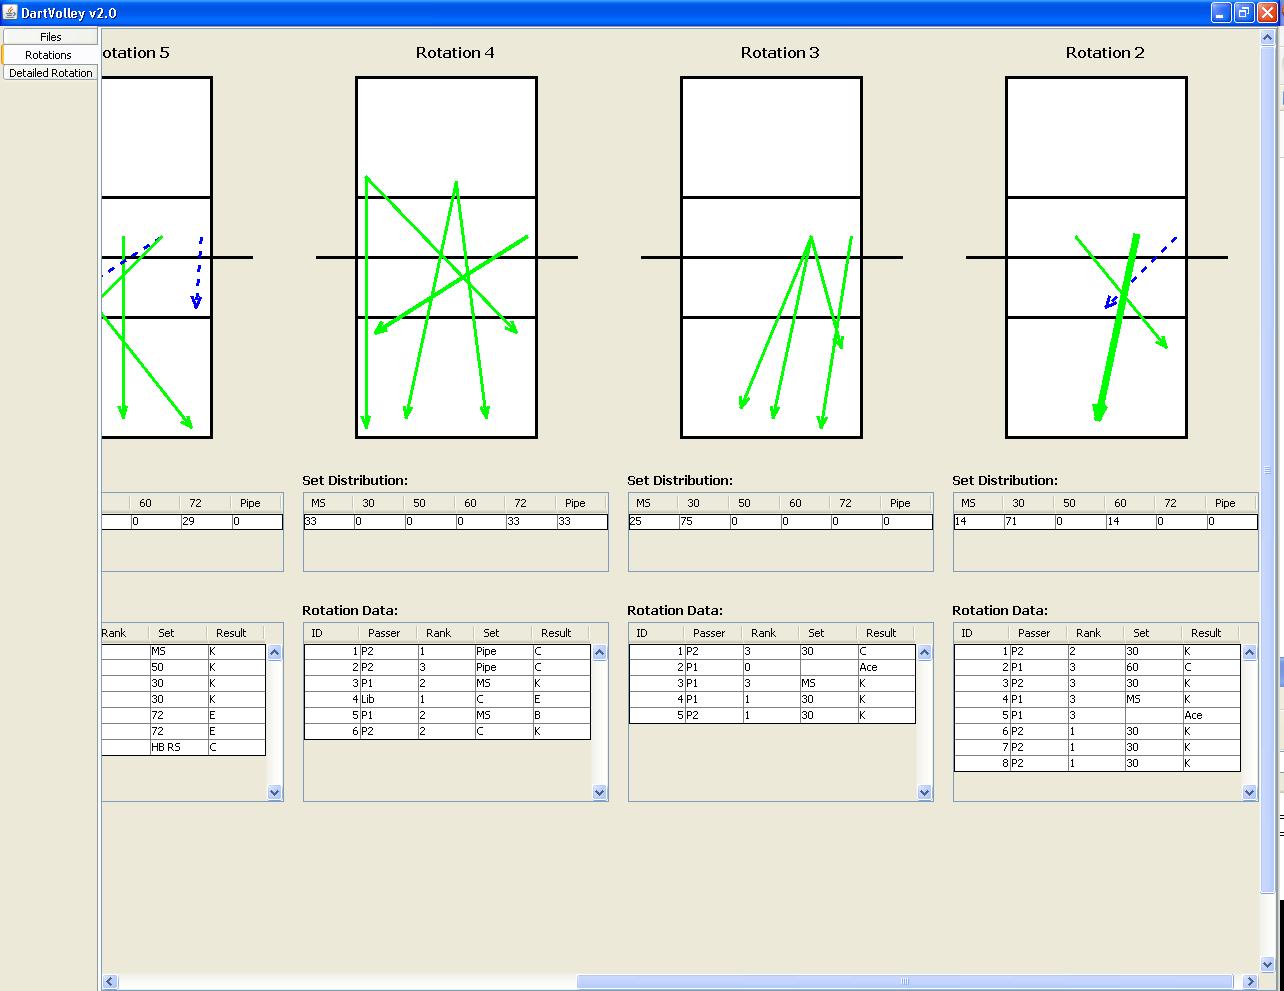 DartVolley v2.0
Files
Rotations
Detailed Rotation
otation 5
Rotation 4
Rotation 3
Rotation 2
Set Distribution:
Set Distribution:
Set Distribution:
60 72 Pipe
0 29 0
MS 30 50 60 72 Pipe
33 0 0 0 33 33
MS 30 50 60 72 Pipe
25 75 0 0 0 0
MS 30 50 60 72 Pipe
14 71 0 14 0 0
Rotation Data:
Rotation Data:
Rotation Data:
Rank Set Result
MS K
50 K
30 K
30 K
72 E
72 E
HB RS C
ID Passer Rank Set Result
1 P2 1 Pipe C
2 P2 3 Pipe C
3 P1 2 MS K
4 Lib 1 C E
5 P1 2 MS B
6 P2 2 C K
ID Passer Rank Set Result
1 P2 3 30 C
2 P1 0 Ace
3 P1 3 MS K
4 P1 1 30 K
5 P2 1 30 K
ID Passer Rank Set Result
1 P2 2 30 K
2 P1 3 60 C
3 P2 3 30 K
4 P1 3 MS K
5 P1 3 Ace
6 P2 1 30 K
7 P2 1 30 K
8 P2 1 30 K